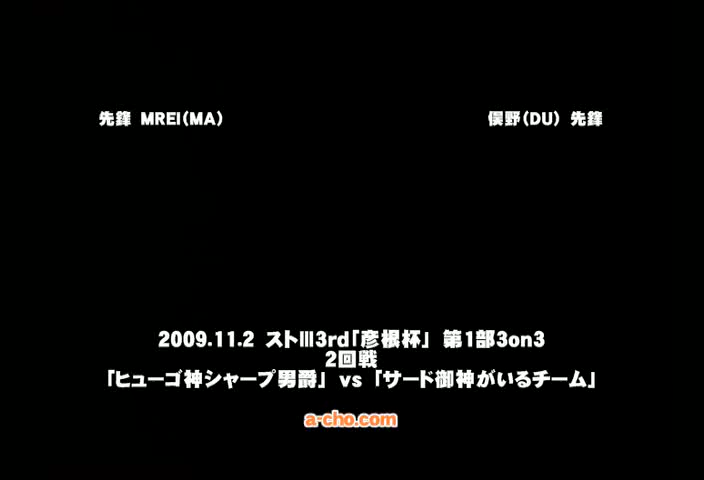 先鋒 MREI(MA)
俣野(DU) 先鋒
2009.11.2 ストⅢ3rd「彦根杯」 第1部3on3
2回戦
「ヒューゴ神シャープ男爵」 vs 「サード御神がいるチーム」
a-cho.com